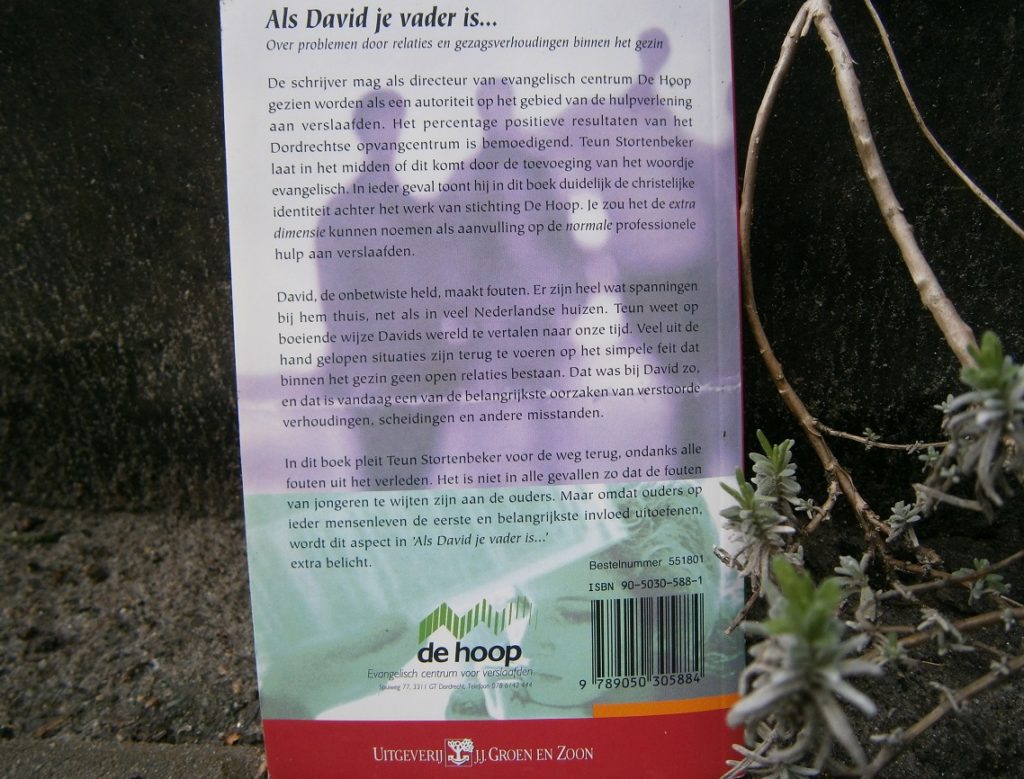 Als David je vader is...
Over problemen door relaties en gezagsverhoudingen binnen het gezin
De schrijver mag als directeur van evangelisch centrum De Hoop
gezien worden als een autoriteit op het gebied van de hulpverlening
aan verslaafden. Het percentage positieve resultaten van het
Dordrechtse opvangcentrum is bemoedigend. Teun Stortenbeker
laat in het midden of dit komt door de toevoeging van het woordje
evangelisch. In ieder geval toont hij in dit boek duidelijk de christelijke
identiteit achter het werk van stichting De Hoop. Je zou het de extra
dimensie kunnen noemen als aanvulling op de normale professionele
hulp aan verslaafden.
David, de onbetwiste held, maakt fouten. Er zijn heel wat spanningen
bij hem thuis, net als in veel Nederlandse huizen. Teun weet op
boeiende wijze Davids wereld te vertalen naar onze tijd. Veel uit de
hand gelopen situaties zijn terug te voeren op het simpele feit dat
binnen het gezin geen open relaties bestaan. Dat was bij David zo,
en dat is vandaag een van de belangrijkste oorzaken van verstoorde
verhoudingen, scheidingen en andere misstanden.
In dit boek pleit Teun Stortenbeker voor de weg terug, ondanks alle
fouten uit het verleden. Het is niet in alle gevallen zo dat de fouten
van jongeren te wijten zijn aan de ouders. Maar omdat ouders op
ieder mensenleven de eerste en belangrijkste invloed uitoefenen,
wordt dit aspect in 'Als David je vader is...'
extra belicht.
Bestelnummer 551801
ISBN 90-5030-588-1
de hoop
Evangelisch centrum voor verslaafden
Spuiweg 77, 3311 GT Dordrecht, Telefoon 078 6143 444
9 789050 305884
UITGEVERIJ J.J. GROEN EN ZOON